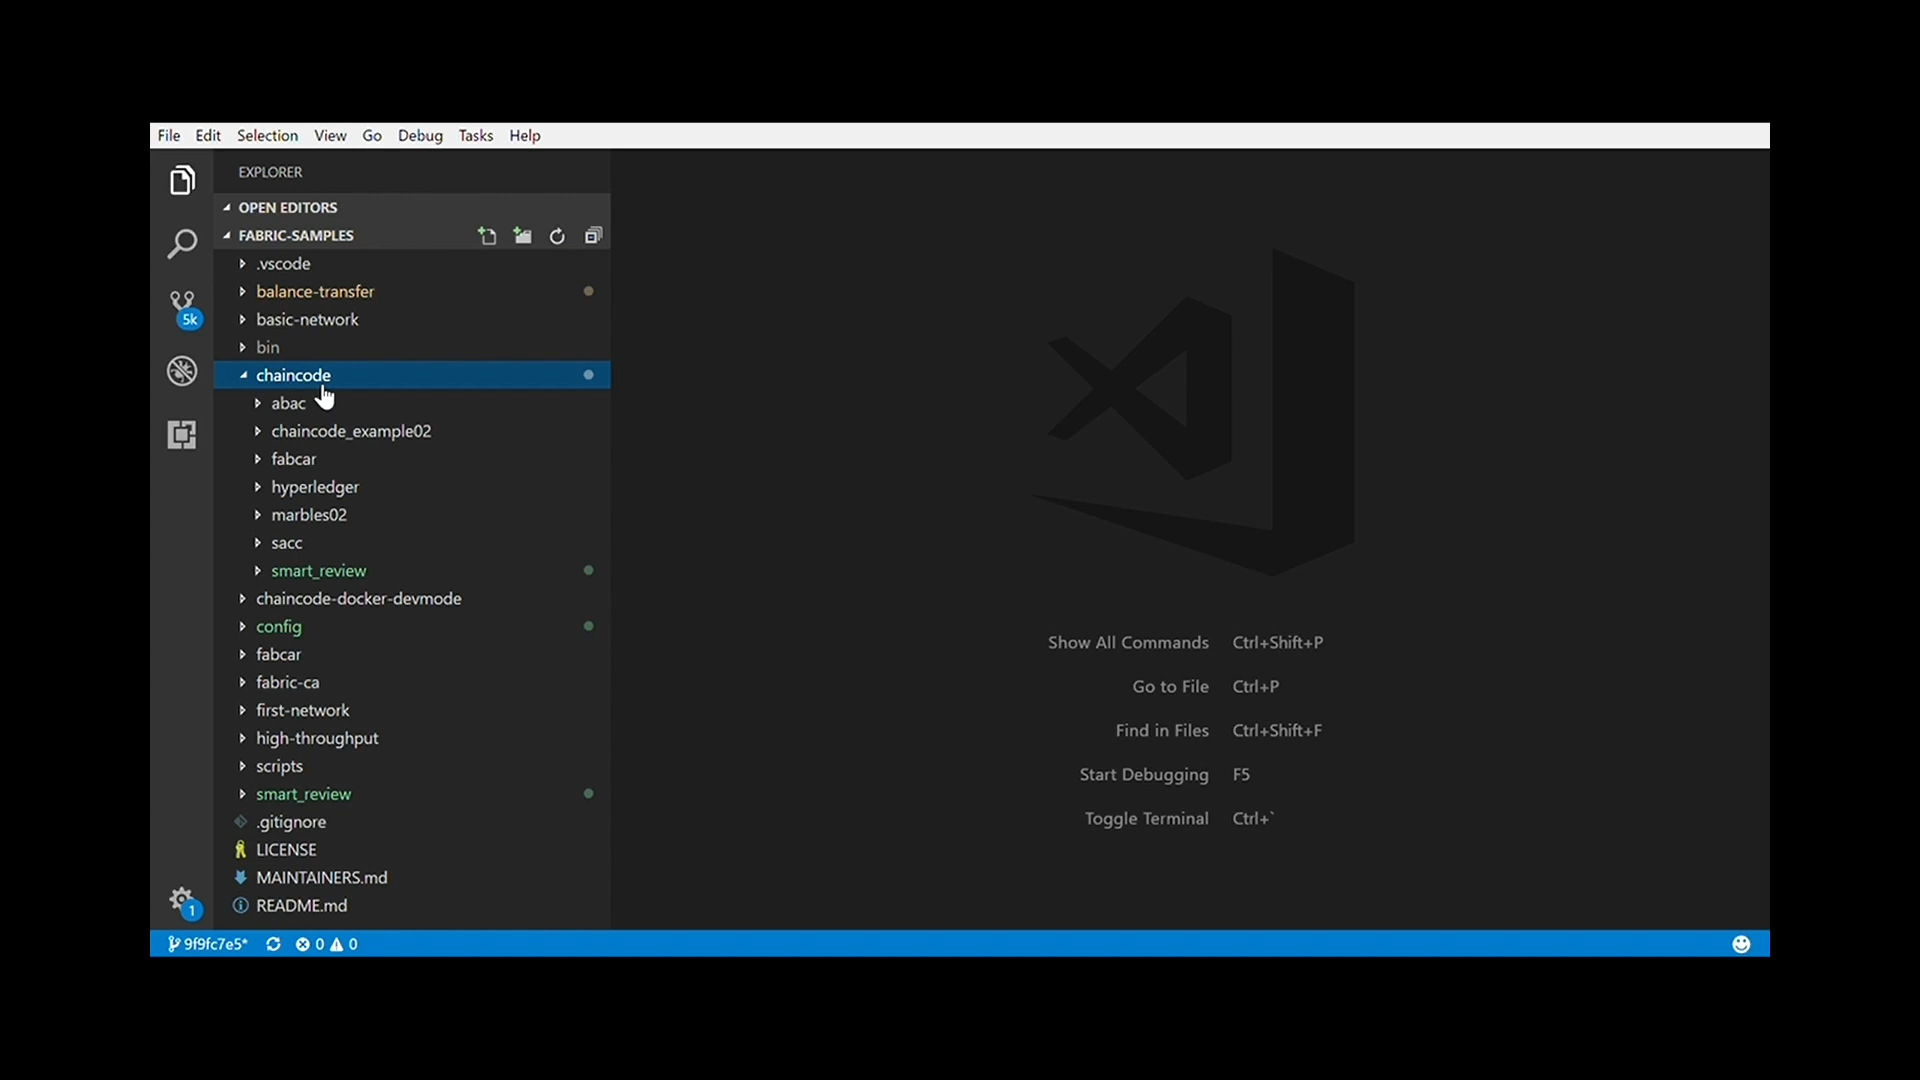 File Edit Selection View Go Debug Tasks Help
EXPLORER
OPEN EDITORS
FABRIC-SAMPLES
.vscode
balance-transfer
basic-network
5k
bin
chaincode
abac
chaincode_example02
fabcar
hyperledger
marbles02
sacc
smart_review
chaincode-docker-devmode
config
fabcar
fabric-ca
first-network
high-throughput
scripts
smart_review
.gitignore
LICENSE
MAINTAINERS.md
README.md
1
Show All Commands Ctrl+Shift+P
Go to File Ctrl+P
Find in Files Ctrl+Shift+F
Start Debugging F5
Toggle Terminal Ctrl+`
9f9fc7e5* 0 0